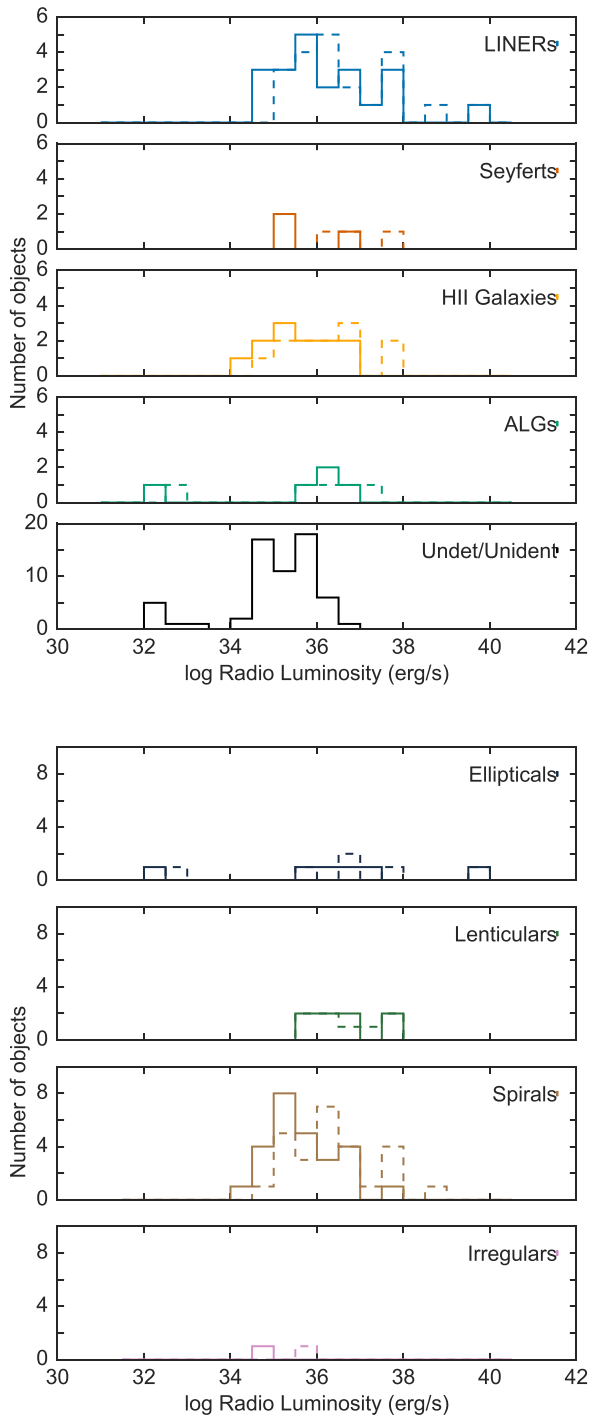 6
4
2
0
LINERs
6
4
2
0
Seyferts
6
4
2
0
HII Galaxies
6
4
2
0
ALGs
20
10
0
Undet/Unident
Number of objects
30 32 34 36 38 40 42
log Radio Luminosity (erg/s)
8
4
0
Ellipticals
8
4
0
Lenticulars
8
4
0
Spirals
8
4
0
Irregulars
Number of objects
30 32 34 36 38 40 42
log Radio Luminosity (erg/s)